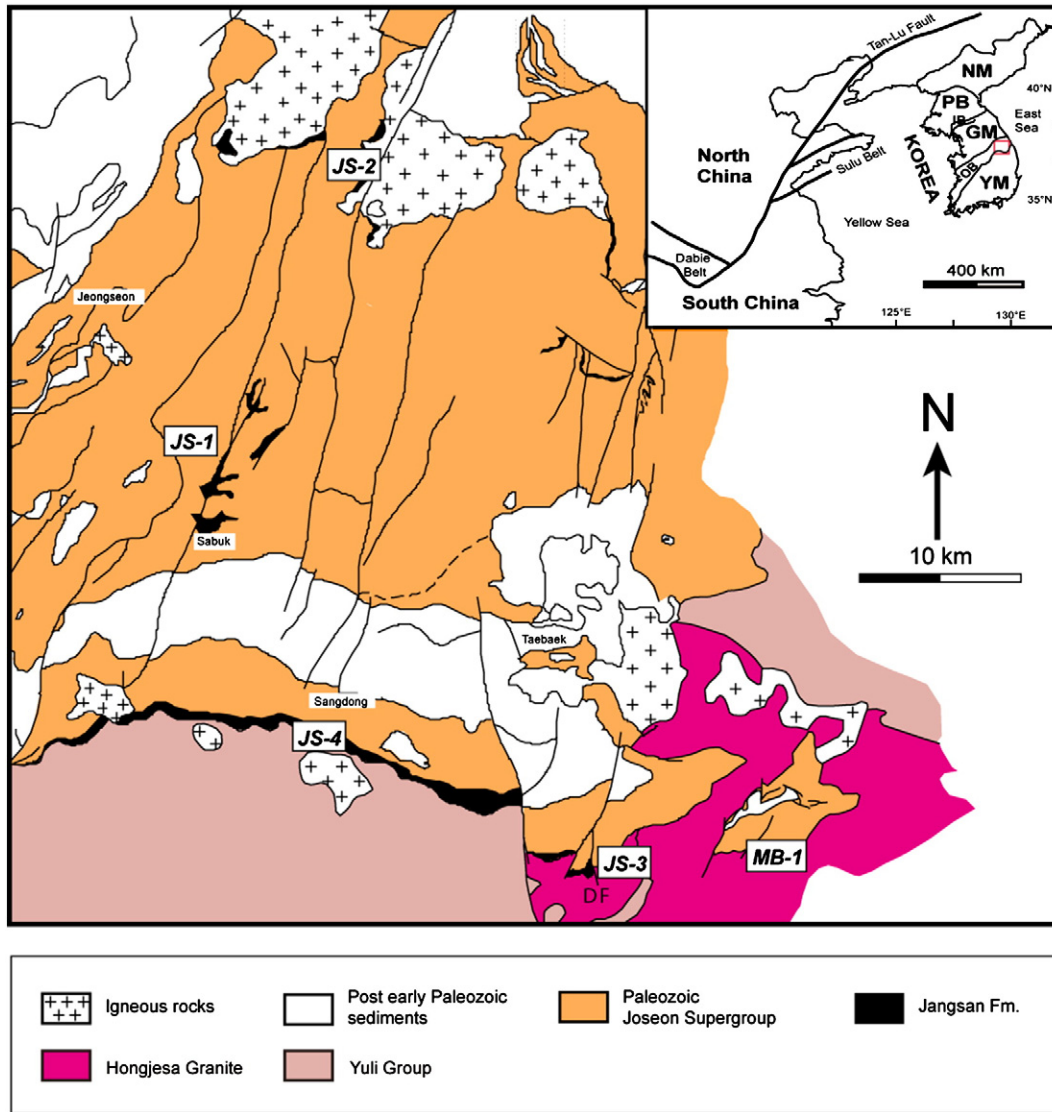 Tan-Lu Fault
NM
40°N
PB
East
Sea
IB
GM
North
China
Sulu Belt
KOREA
OB
YM
35°N
Yellow Sea
Dabie
Belt
400 km
South China
125°E
130°E
JS-2
Jeongseon
N
JS-1
Sabuk
10 km
Taebaek
Sangdong
JS-4
JS-3
MB-1
DF
Igneous rocks
Post early Paleozoic
sediments
Paleozoic
Joseon Supergroup
Jangsan Fm.
Hongjesa Granite
Yuli Group